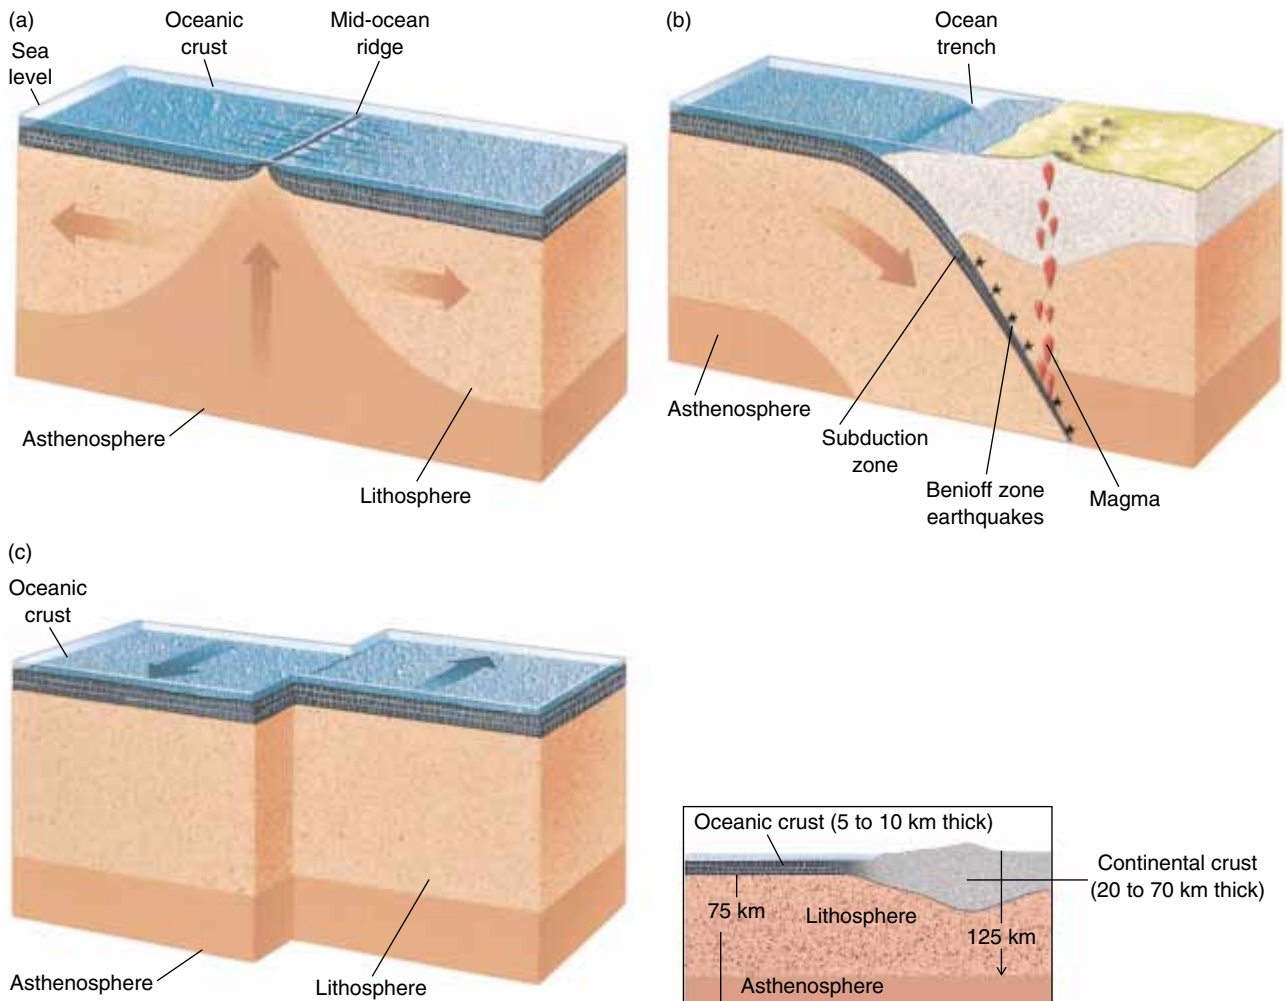 (a)
Sea
level
Oceanic
crust
Mid-ocean
ridge
Asthenosphere
Lithosphere
(b)
Ocean
trench
Asthenosphere
Subduction
zone
Benioff zone
earthquakes
Magma
(c)
Oceanic
crust
Asthenosphere
Lithosphere
Oceanic crust (5 to 10 km thick)
75 km
Lithosphere
125 km
Asthenosphere
Continental crust
(20 to 70 km thick)